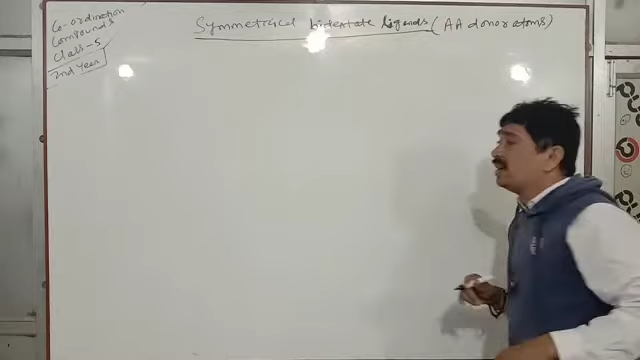 Co-ordination
Compounds
Class-5
2nd Year
Symmetrical bidentate ligands (AA donor atoms)